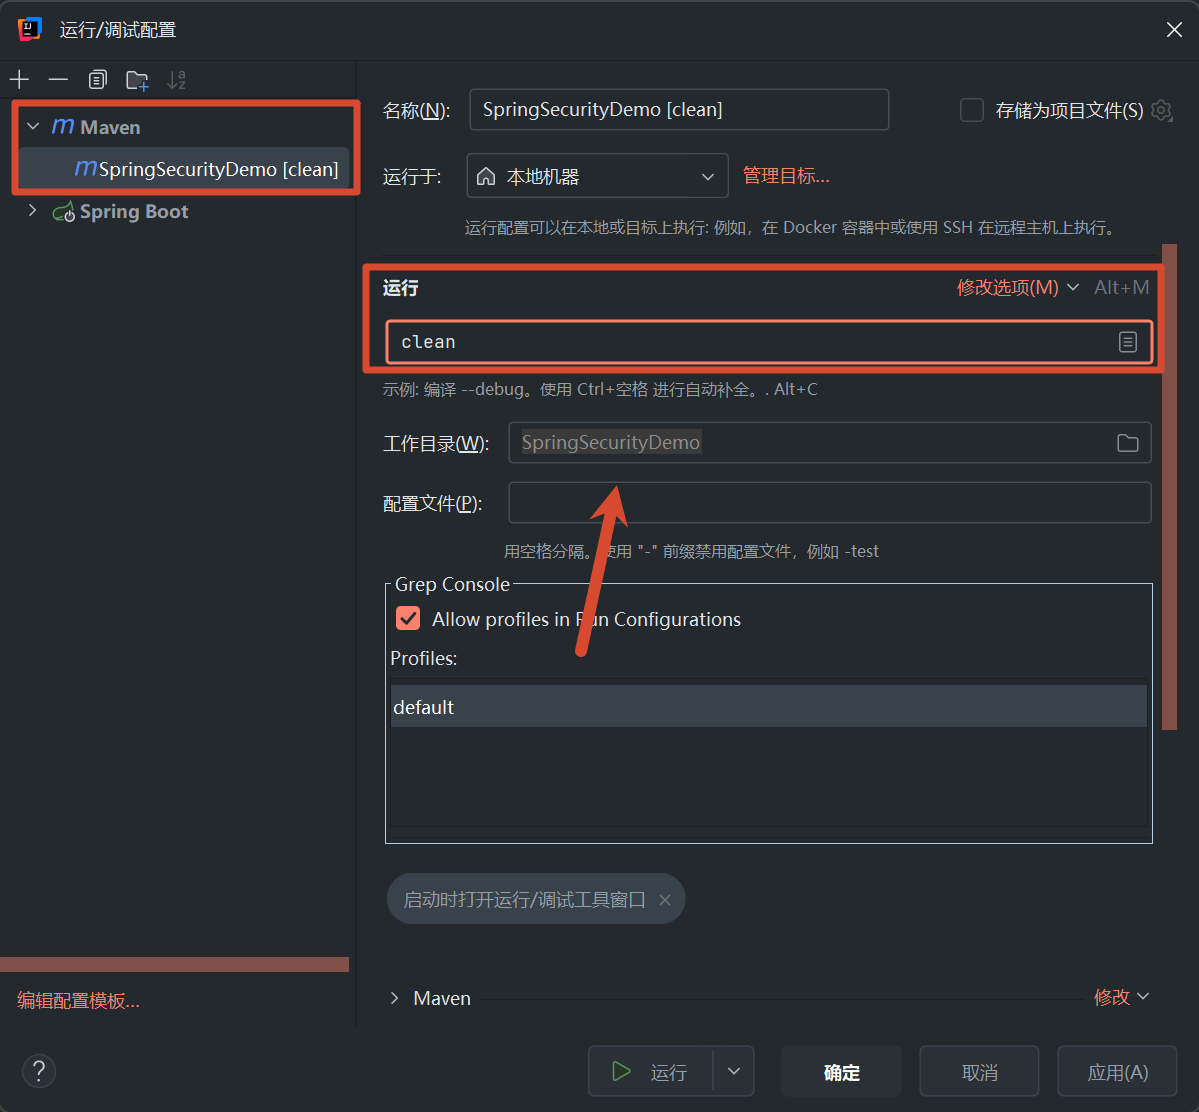 运行/调试配置
Maven
SpringSecurityDemo [clean]
Spring Boot
编辑配置模板...
名称(N):
SpringSecurityDemo [clean]
存储为项目文件(S)
运行于:
本地机器
管理目标...
运行配置可以在本地或目标上执行: 例如，在 Docker 容器中或使用 SSH 在远程主机上执行。
运行
修改选项(M)
Alt+M
clean
示例: 编译 --debug。使用 Ctrl+空格 进行自动补全。. Alt+C
工作目录(W):
SpringSecurityDemo
配置文件(P):
用空格分隔。使用 "-" 前缀禁用配置文件，例如 -test
Grep Console
Allow profiles in Run Configurations
Profiles:
default
启动时打开运行/调试工具窗口
Maven
修改
?
运行
确定
取消
应用(A)